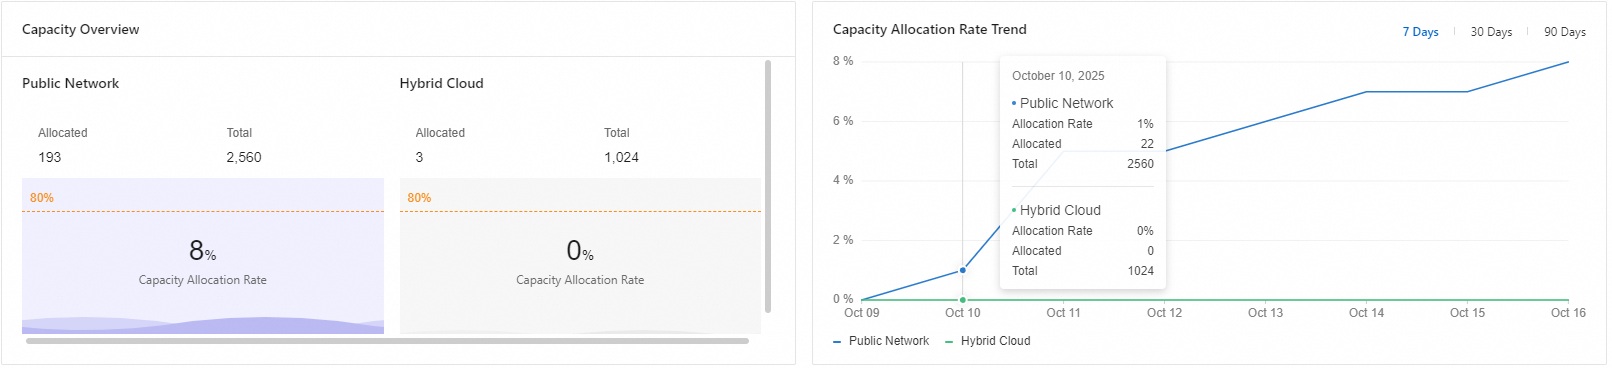 Capacity Overview
Public Network
Hybrid Cloud
Allocated
Total
Allocated
Total
193
2,560
3
1,024
80%
80%
8%
0%
Capacity Allocation Rate
Capacity Allocation Rate
Capacity Allocation Rate Trend
7 Days
30 Days
90 Days
8 %
6 %
4 %
2 %
0 %
October 10, 2025
Public Network
Allocation Rate 1%
Allocated 22
Total 2560
Hybrid Cloud
Allocation Rate 0%
Allocated 0
Total 1024
Oct 09
Oct 10
Oct 11
Oct 12
Oct 13
Oct 14
Oct 15
Oct 16
Public Network
Hybrid Cloud